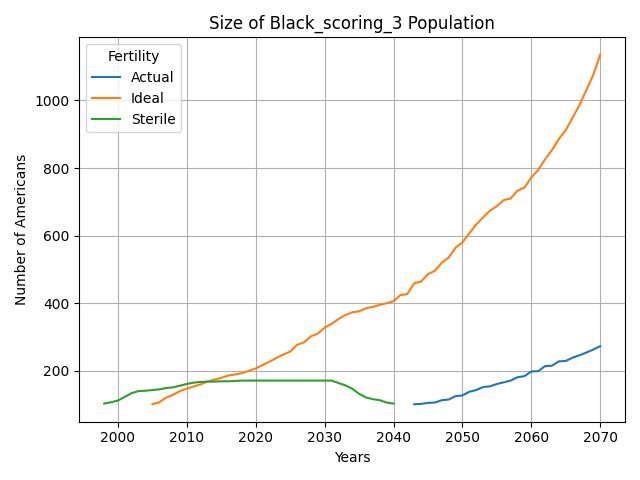 Size of Black_scoring_3 Population
Fertility
Actual
Ideal
Sterile
Number of Americans
1000
800
600
400
200
2000 2010 2020 2030 2040 2050 2060 2070
Years